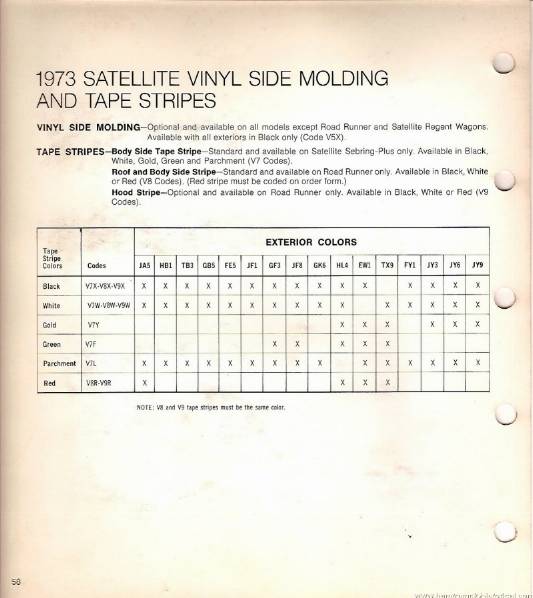 1973 SATELLITE VINYL SIDE MOLDING
AND TAPE STRIPES
VINYL SIDE MOLDING—Optional and available on all models except Road Runner and Satellite Regent Wagons.
Available with all exteriors in Black only (Code V5X).
TAPE STRIPES—Body Side Tape Stripe—Standard and available on Satellite Sebring-Plus only. Available in Black,
White, Gold, Green and Parchment (V7 Codes).
Roof and Body Side Stripe—Standard and available on Road Runner only. Available in Black, White
or Red (V8 Codes). (Red stripe must be coded on order form.)
Hood Stripe—Optional and available on Road Runner only. Available in Black, White or Red (V9
Codes).
EXTERIOR COLORS
Tape
Stripe
Colors Codes JA5 HB1 TB3 GB5 FE5 JF1 GF3 JF8 GK6 HL4 EW1 TX9 FY1 JY3 JY6 JY9
Black V7X-V8X-V9X X X X X X X X X X X X X X X X
White V7W-V8W-V9W X X X X X X X X X X X X X X X
Gold V7Y X X X X X X
Green V7F X X X X X
Parchment V7L X X X X X X X X X X X X X X X
Red V8R-V9R X X X X
NOTE: V8 and V9 tape stripes must be the same color.
56